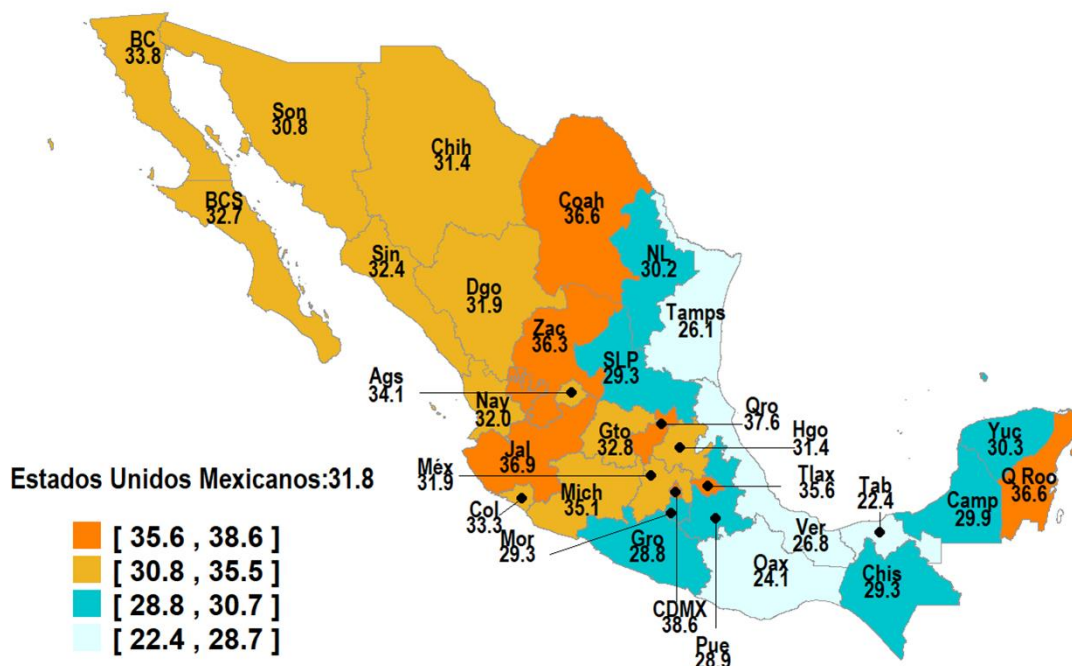 BC
33.8
Son
30.8
Chih
31.4
Coah
36.6
BCS
32.7
NL
30.2
Sin
32.4
Dgo
31.9
Tamps
26.1
Zac
36.3
SLP
29.3
Ags
34.1
Nay
32.0
Qro
37.6
Gto
32.8
Hgo
31.4
Yuc
30.3
Jal
36.9
Q Roo
36.6
Estados Unidos Mexicanos:31.8
Méx
31.9
Tlax
35.6
Tab
22.4
Mich
35.1
Camp
29.9
Col
33.3
Ver
26.8
Mor
29.3
Gro
28.8
Oax
24.1
Chis
29.3
CDMX
38.6
Pue
28.9
[ 35.6 , 38.6 ]
[ 30.8 , 35.5 ]
[ 28.8 , 30.7 ]
[ 22.4 , 28.7 ]